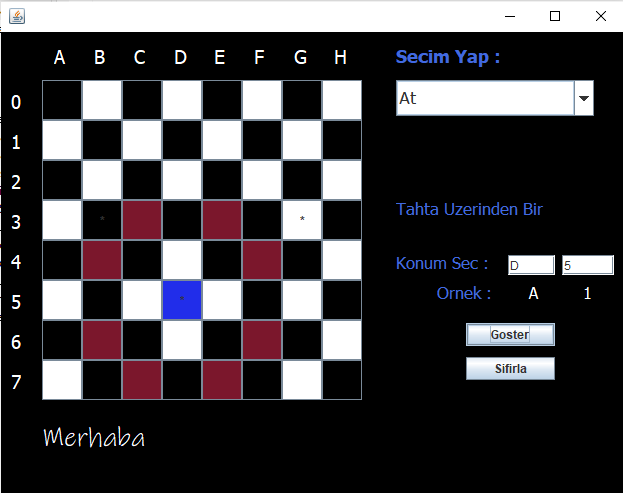 A B C D E F G H
Secim Yap :
0
At
1
2
Tahta Uzerinden Bir
3 * *
4
Konum Sec : D 5
5 *
Ornek : A 1
6
Goster
7
Sifirla
Merhaba